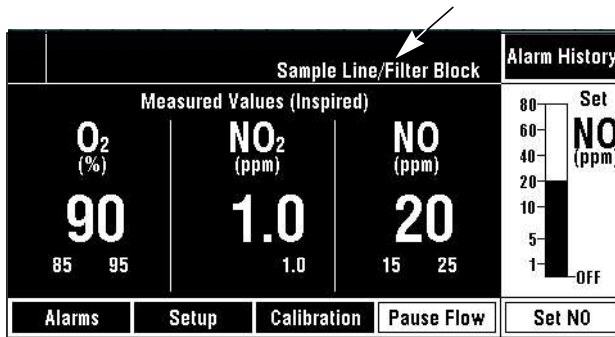 Sample Line/Filter Block
Alarm History
Measured Values (Inspired)
O2
(%)
90
85 95
NO2
(ppm)
1.0
1.0
NO
(ppm)
20
15 25
Set
NO
(ppm)
80
60
40
20
10
5
1
OFF
Alarms
Setup
Calibration
Pause Flow
Set NO